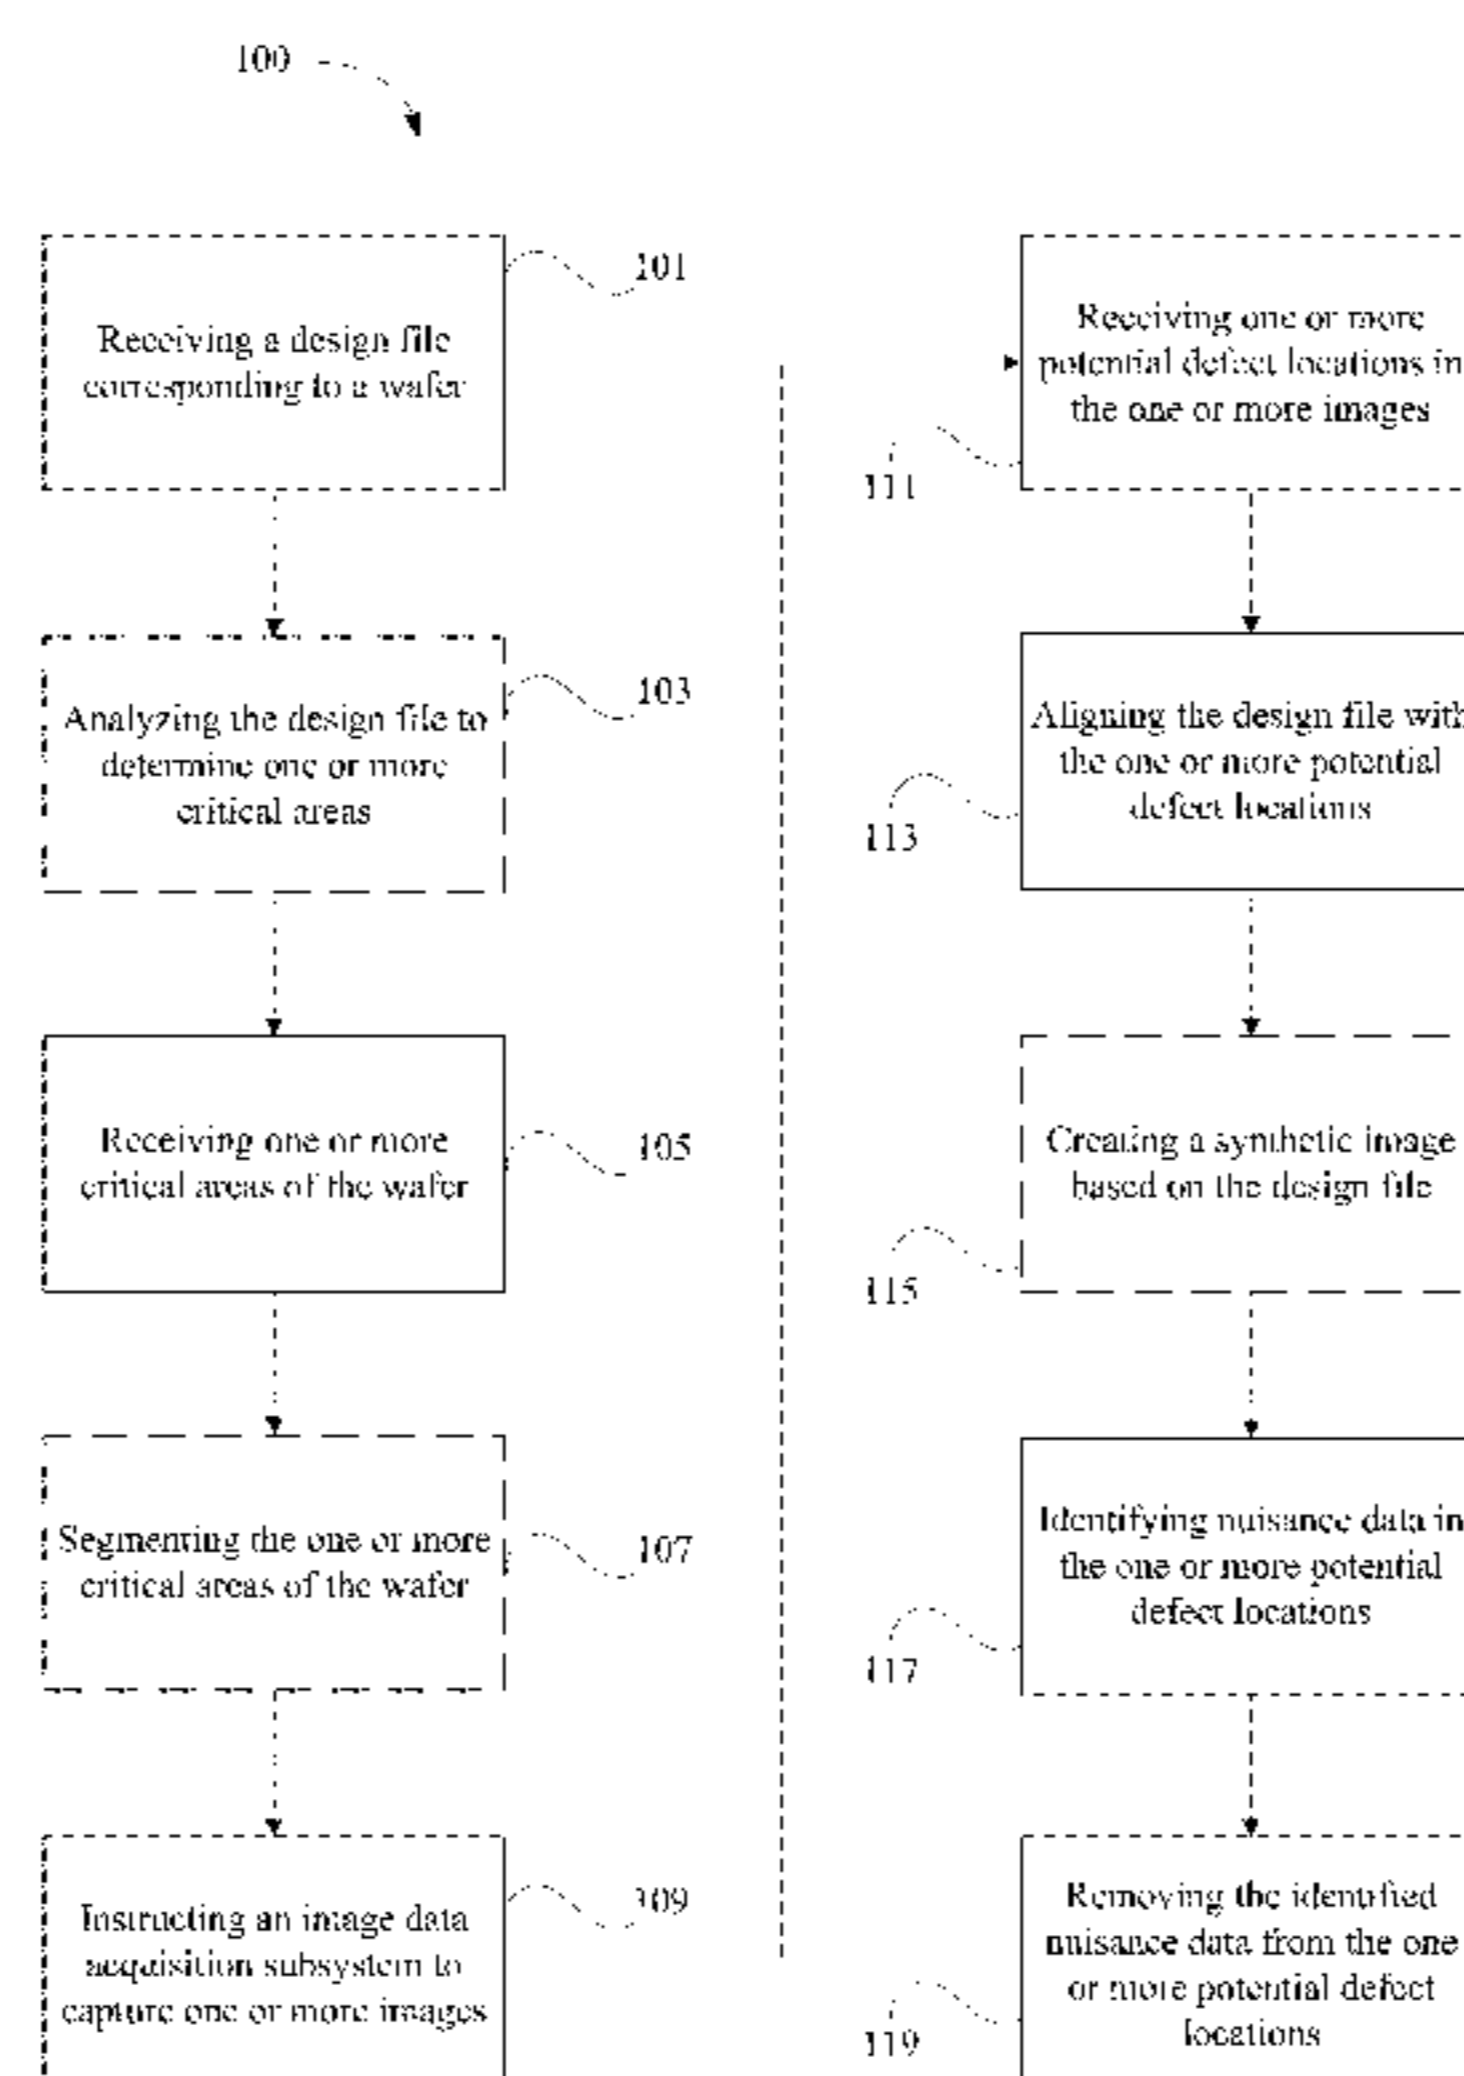 100
101
Receiving a design file
corresponding to a wafer
103
Analyzing the design file to
determine one or more
critical areas
105
Receiving one or more
critical areas of the wafer
107
Segmenting the one or more
critical areas of the wafer
109
Instructing an image data
acquisition subsystem to
capture one or more images
Receiving one or more
potential defect locations in
the one or more images
111
Aligning the design file with
the one or more potential
defect locations
113
Creating a synthetic image
based on the design file
115
Identifying nuisance data in
the one or more potential
defect locations
117
Removing the identified
nuisance data from the one
or more potential defect
locations
119